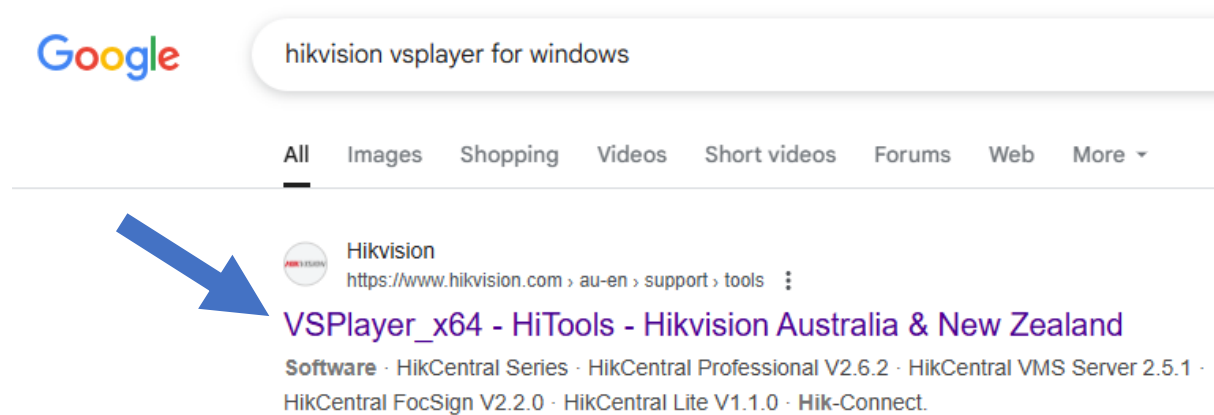 Google
hikvision vsplayer for windows
All Images Shopping Videos Short videos Forums Web More
Hikvision
https://www.hikvision.com › au-en › support › tools
VSPlayer_x64 - HiTools - Hikvision Australia & New Zealand
Software · HikCentral Series · HikCentral Professional V2.6.2 · HikCentral VMS Server 2.5.1 ·
HikCentral FocSign V2.2.0 · HikCentral Lite V1.1.0 · Hik-Connect.